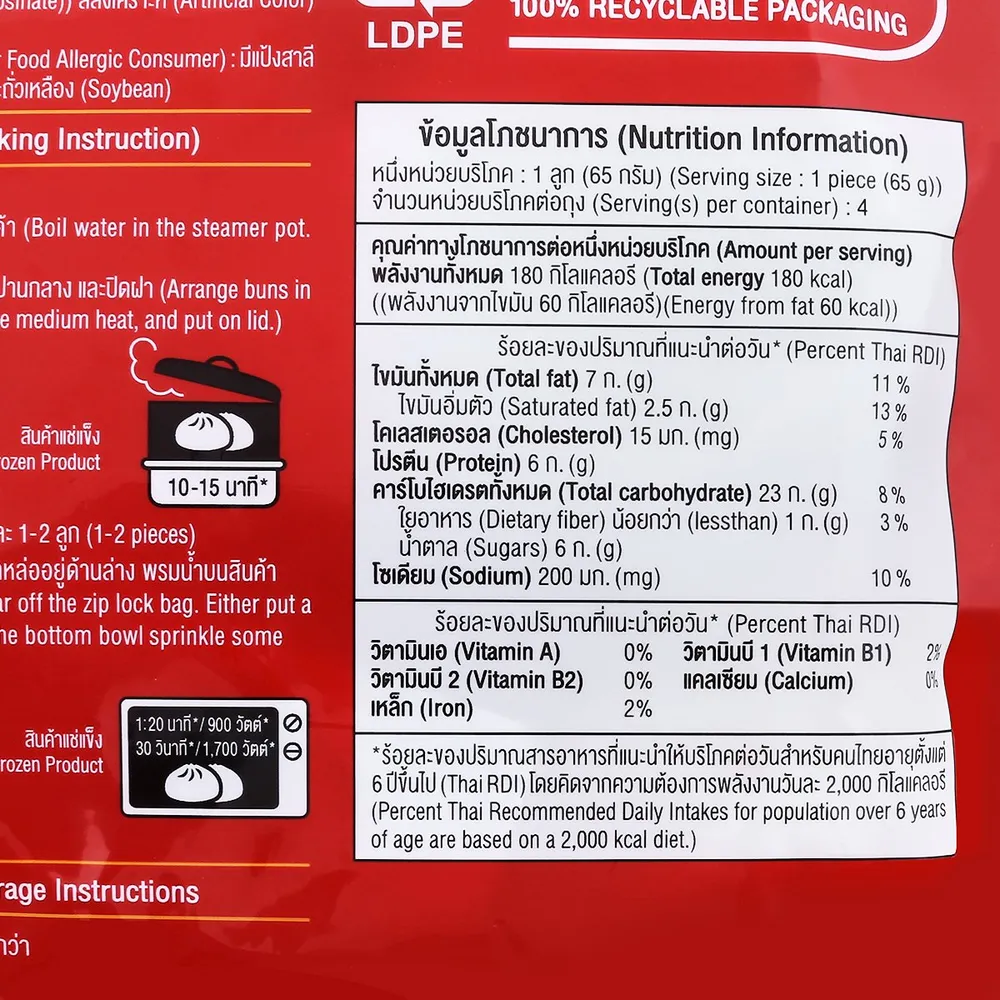 (Artificial Color)
Food Allergic Consumer) : มีแป้งสาลี
ถั่วเหลือง (Soybean)
king Instruction)
(Boil water in the steamer pot.
ปานกลาง และปิดฝา (Arrange buns in
e medium heat, and put on lid.)
สินค้าแช่แข็ง
rozen Product
10-15 นาที*
ละ 1-2 ลูก (1-2 pieces)
หล่ออยู่ด้านล่าง พรมน้ำบนสินค้า
ar off the zip lock bag. Either put a
he bottom bowl sprinkle some
1:20 นาที*/ 900 วัตต์*
30 วินาที*/1,700 วัตต์*
สินค้าแช่แข็ง
rozen Product
rage Instructions
กว่า
LDPE
100% RECYCLABLE PACKAGING
ข้อมูลโภชนาการ (Nutrition Information)
หนึ่งหน่วยบริโภค : 1 ลูก (65 กรัม) (Serving size : 1 piece (65 g))
จำนวนหน่วยบริโภคต่อถุง (Serving(s) per container) : 4
คุณค่าทางโภชนาการต่อหนึ่งหน่วยบริโภค (Amount per serving)
พลังงานทั้งหมด 180 กิโลแคลอรี (Total energy 180 kcal)
((พลังงานจากไขมัน 60 กิโลแคลอรี)(Energy from fat 60 kcal))
ร้อยละของปริมาณที่แนะนำต่อวัน* (Percent Thai RDI)
ไขมันทั้งหมด (Total fat) 7 ก. (g) 11 %
ไขมันอิ่มตัว (Saturated fat) 2.5 ก. (g) 13 %
โคเลสเตอรอล (Cholesterol) 15 มก. (mg) 5 %
โปรตีน (Protein) 6 ก. (g)
คาร์โบไฮเดรตทั้งหมด (Total carbohydrate) 23 ก. (g) 8 %
ใยอาหาร (Dietary fiber) น้อยกว่า (lessthan) 1 ก. (g) 3 %
น้ำตาล (Sugars) 6 ก. (g)
โซเดียม (Sodium) 200 มก. (mg) 10 %
ร้อยละของปริมาณที่แนะนำต่อวัน* (Percent Thai RDI)
วิตามินเอ (Vitamin A) 0% วิตามินบี 1 (Vitamin B1) 2%
วิตามินบี 2 (Vitamin B2) 0% แคลเซียม (Calcium) 0%
เหล็ก (Iron) 2%
*ร้อยละของปริมาณสารอาหารที่แนะนำให้บริโภคต่อวันสำหรับคนไทยอายุตั้งแต่
6 ปีขึ้นไป (Thai RDI) โดยคิดจากความต้องการพลังงานวันละ 2,000 กิโลแคลอรี
(Percent Thai Recommended Daily Intakes for population over 6 years
of age are based on a 2,000 kcal diet.)